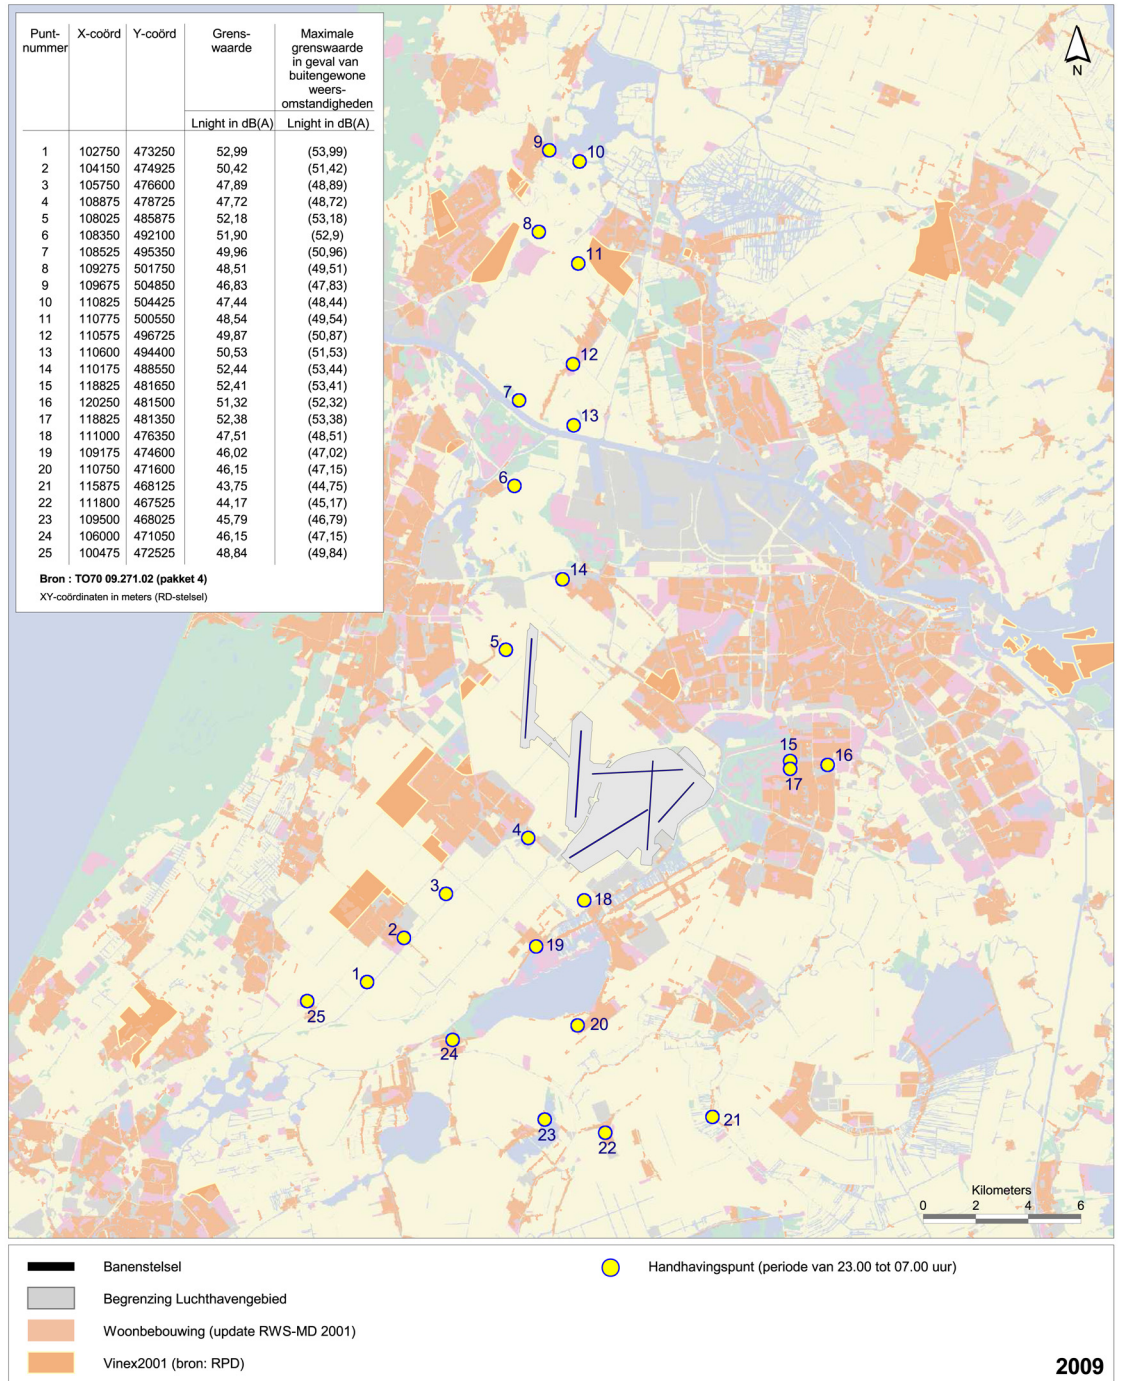 Punt-
nummer
X-coörd
Y-coörd
Grens-
waarde
Maximale
grenswaarde
in geval van
buitengewone
weers-
omstandigheden
Lnight in dB(A) Lnight in dB(A)
1 102750 473250 52,99 (53,99)
2 104150 474925 50,42 (51,42)
3 105750 476600 47,89 (48,89)
4 108875 478725 47,72 (48,72)
5 108025 485875 52,18 (53,18)
6 108350 492100 51,90 (52,9)
7 108525 495350 49,96 (50,96)
8 109275 501750 48,51 (49,51)
9 109675 504850 46,83 (47,83)
10 110825 504425 47,44 (48,44)
11 110775 500550 48,54 (49,54)
12 110575 496725 49,87 (50,87)
13 110600 494400 50,53 (51,53)
14 110175 488550 52,44 (53,44)
15 118825 481650 52,41 (53,41)
16 120250 481500 51,32 (52,32)
17 118825 481350 52,38 (53,38)
18 111000 476350 47,51 (48,51)
19 109175 474600 46,02 (47,02)
20 110750 471600 46,15 (47,15)
21 115875 468125 43,75 (44,75)
22 111800 467525 44,17 (45,17)
23 109500 468025 45,79 (46,79)
24 106000 471050 46,15 (47,15)
25 100475 472525 48,84 (49,84)
Bron : TO70 09.271.02 (pakket 4)
XY-coördinaten in meters (RD-stelsel)
N
9
10
8
11
12
7
13
6
14
5
15
16
17
4
3
18
2
19
1
25
20
24
21
23
22
Kilometers
0 2 4 6
Banenstelsel
Handhavingspunt (periode van 23.00 tot 07.00 uur)
Begrenzing Luchthavengebied
Woonbebouwing (update RWS-MD 2001)
Vinex2001 (bron: RPD)
2009